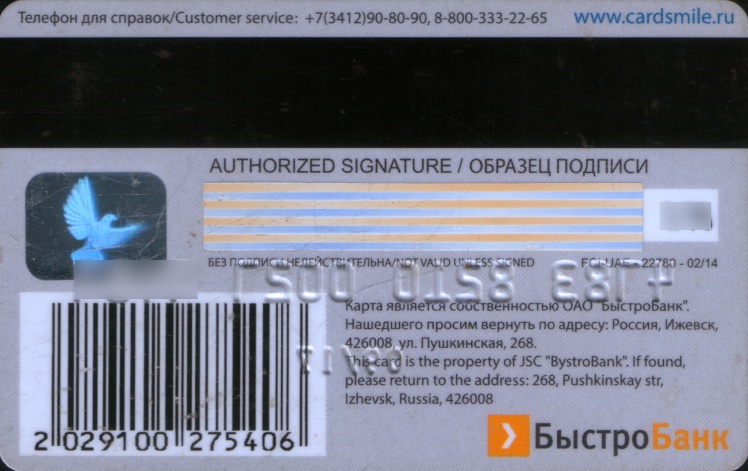 Телефон для справок/Customer service: +7(3412)90-80-90, 8-800-333-22-65
www.cardsmile.ru
AUTHORIZED SIGNATURE / ОБРАЗЕЦ ПОДПИСИ
БЕЗ ПОДПИСИ НЕДЕЙСТВИТЕЛЬНА/NOT VALID UNLESS SIGNED
22780 - 02/14
Карта является собственностью ОАО "БыстроБанк".
Нашедшего просим вернуть по адресу: Россия, Ижевск,
426008, ул. Пушкинская, 268.
This card is the property of JSC "BystroBank". If found,
please return to the address: 268, Pushkinskay str,
Izhevsk, Russia, 426008
2 029100 275406
БыстроБанк